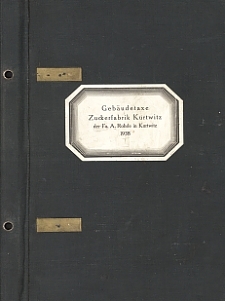 Gebäudetaxe
Zuckerfabrik Kurtwitz
der Fa. A. Rohde in Kurtwitz
1938